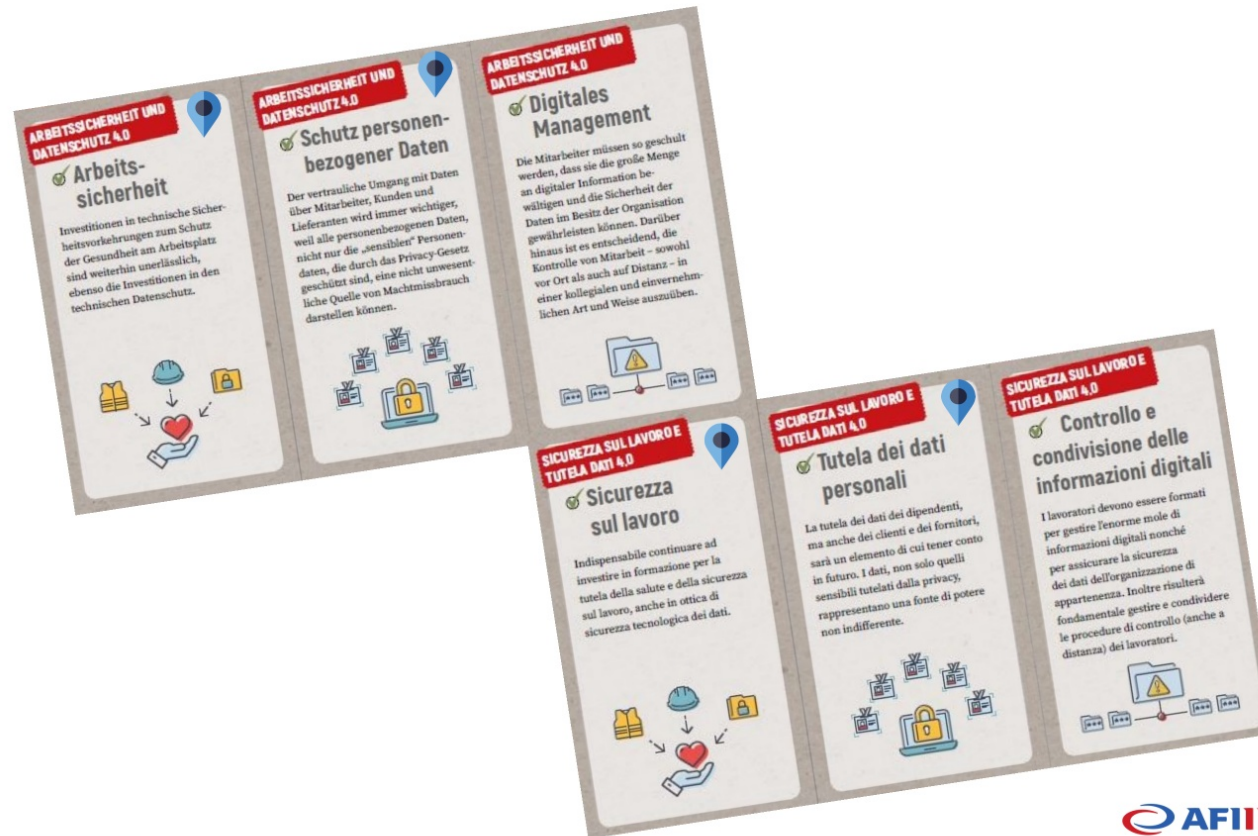 ARBEITSSICHERHEIT UND
DATENSCHUTZ 4.0
Arbeits-
sicherheit
Investitionen in technische Sicher-
heitsvorkehrungen zum Schutz
der Gesundheit am Arbeitsplatz
sind weiterhin unerlässlich,
ebenso die Investitionen in den
technischen Datenschutz.
ARBEITSSICHERHEIT UND
DATENSCHUTZ 4.0
Schutz personen-
bezogener Daten
Der vertrauliche Umgang mit Daten
über Mitarbeiter, Kunden und
Lieferanten wird immer wichtiger,
weil alle personenbezogenen Daten,
nicht nur die „sensiblen“ Personen-
daten, die durch das Privacy-Gesetz
geschützt sind, eine nicht unwesent-
liche Quelle von Machtmissbrauch
darstellen können.
ARBEITSSICHERHEIT UND
DATENSCHUTZ 4.0
Digitales
Management
Die Mitarbeiter müssen so geschult
werden, dass sie die große Menge
an digitaler Information be-
wältigen und die Sicherheit der
Daten im Besitz der Organisation
gewährleisten können. Darüber
hinaus ist es entscheidend, die
Kontrolle von Mitarbeit – sowohl
vor Ort als auch auf Distanz – in
einer kollegialen und einvernehm-
lichen Art und Weise auszuüben.
SICUREZZA SUL LAVORO E
TUTELA DATI 4.0
Sicurezza
sul lavoro
Indispensabile continuare ad
investire in formazione per la
tutela della salute e della sicurezza
sul lavoro, anche in ottica di
sicurezza tecnologica dei dati.
SICUREZZA SUL LAVORO E
TUTELA DATI 4.0
Tutela dei dati
personali
La tutela dei dati dei dipendenti,
ma anche dei clienti e dei fornitori,
sarà un elemento di cui tener conto
in futuro. I dati, non solo quelli
sensibili tutelati dalla privacy,
rappresentano una fonte di potere
non indifferente.
SICUREZZA SUL LAVORO E
TUTELA DATI 4.0
Controllo e
condivisione delle
informazioni digitali
I lavoratori devono essere formati
per gestire l'enorme mole di
informazioni digitali nonché
per assicurare la sicurezza
dei dati dell'organizzazione di
appartenenza. Inoltre risulterà
fondamentale gestire e condividere
le procedure di controllo (anche a
distanza) dei lavoratori.